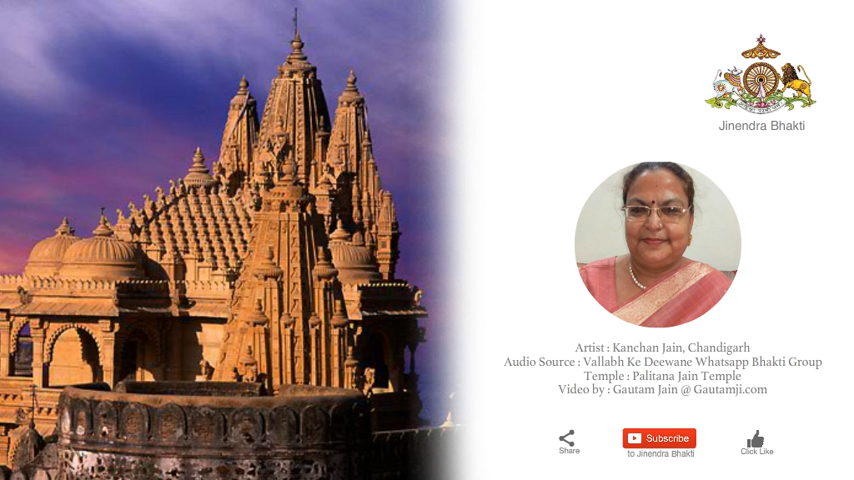 Jinendra Bhakti
Artist : Kanchan Jain, Chandigarh
Audio Source : Vallabh Ke Deewane Whatsapp Bhakti Group
Temple : Palitana Jain Temple
Video by : Gautam Jain @ Gautamji.com
Share
Subscribe
to Jinendra Bhakti
Click Like